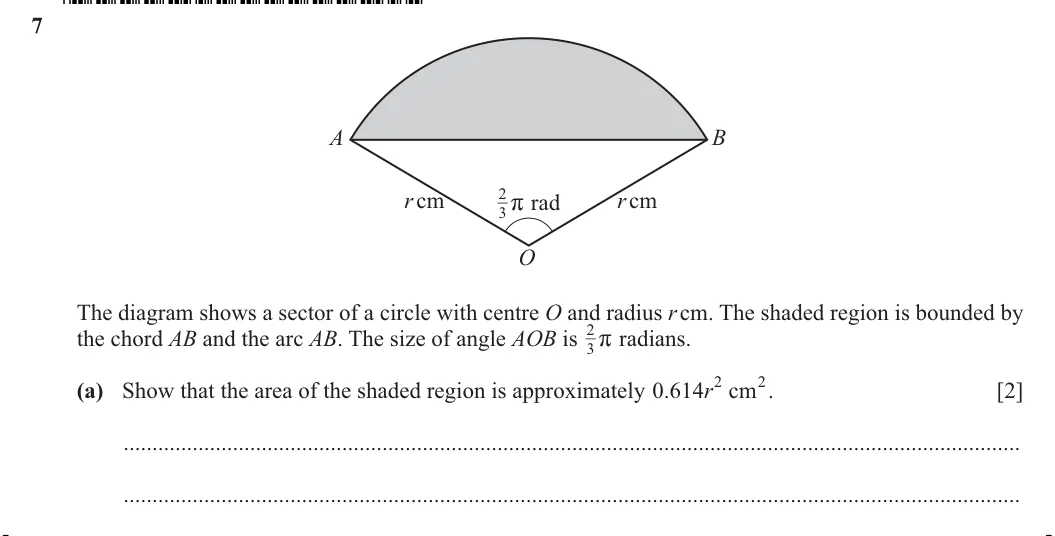 7
A
B
r cm
2/3 π rad
r cm
O
The diagram shows a sector of a circle with centre O and radius r cm. The shaded region is bounded by
the chord AB and the arc AB. The size of angle AOB is 2/3 π radians.
(a) Show that the area of the shaded region is approximately 0.614r² cm². [2]